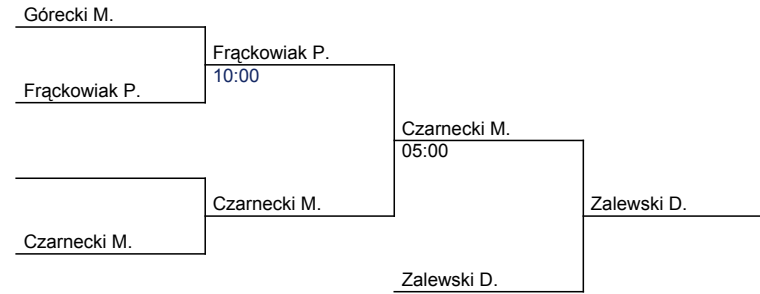 Górecki M.
Frąckowiak P.
10:00
Frąckowiak P.
Czarnecki M.
05:00
Czarnecki M.
Zalewski D.
Czarnecki M.
Zalewski D.